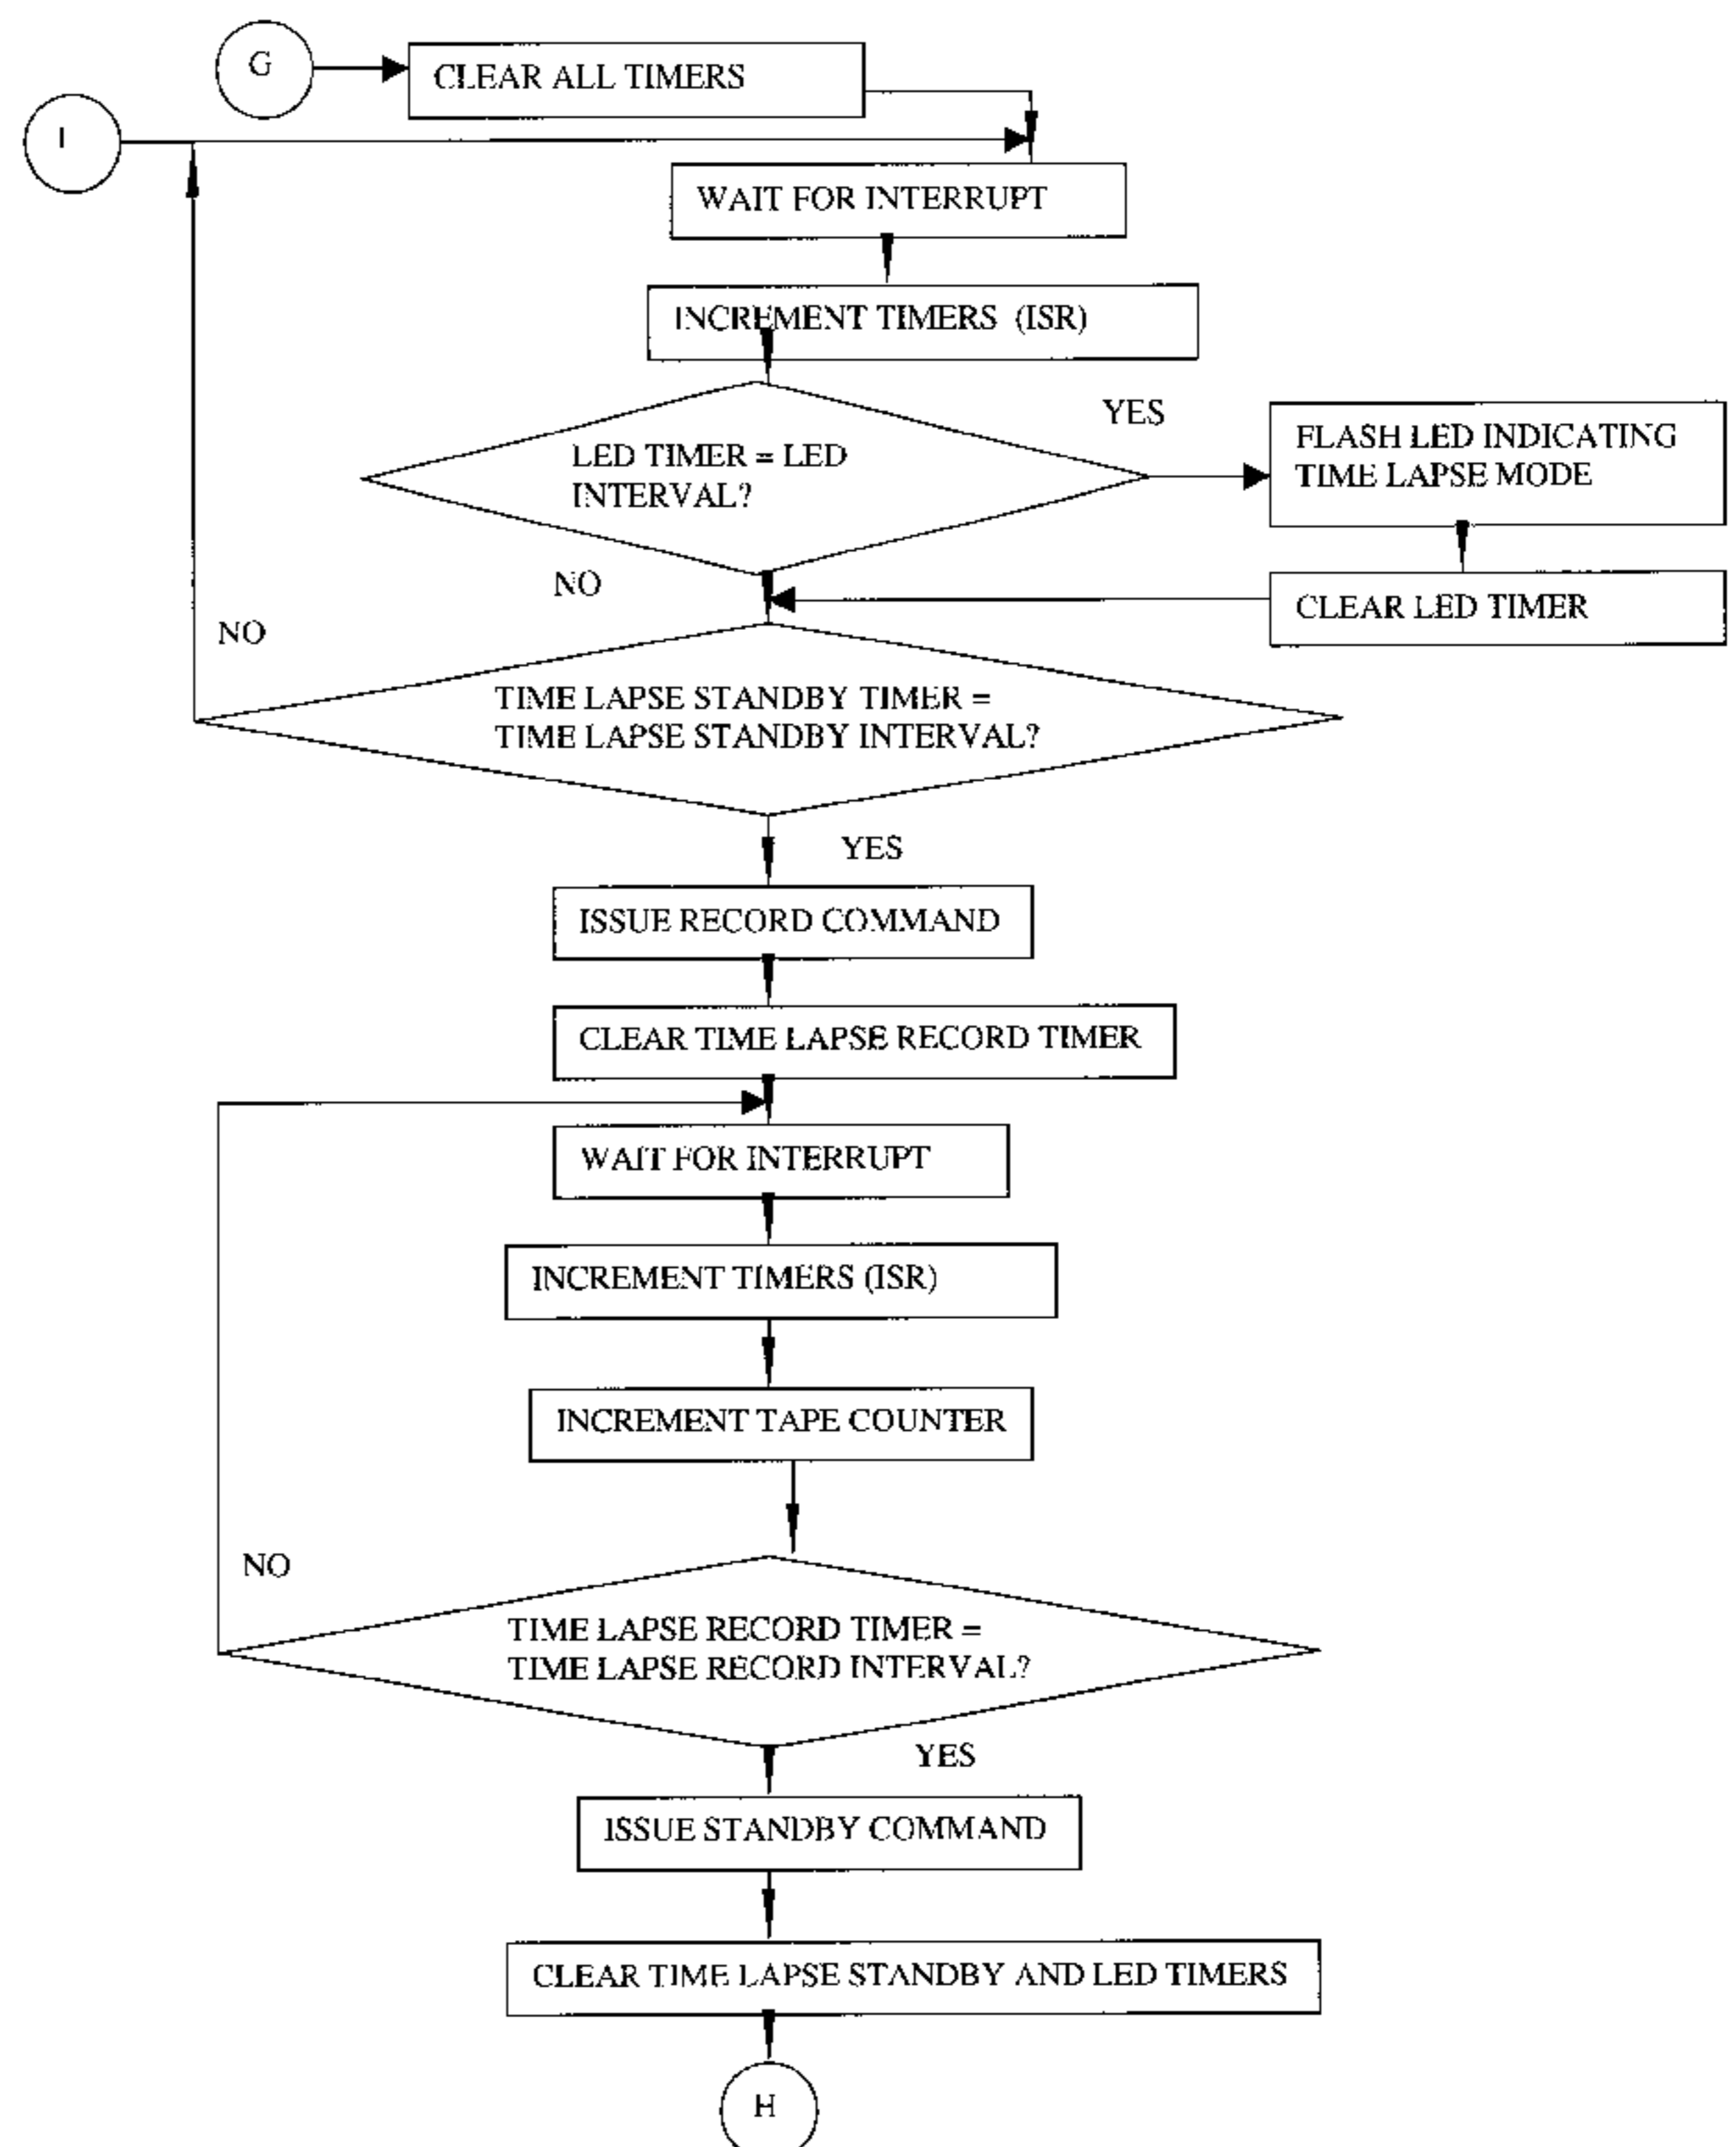 G
CLEAR ALL TIMERS
I
WAIT FOR INTERRUPT
INCREMENT TIMERS (ISR)
YES
LED TIMER = LED
INTERVAL?
FLASH LED INDICATING
TIME LAPSE MODE
NO
CLEAR LED TIMER
NO
TIME LAPSE STANDBY TIMER =
TIME LAPSE STANDBY INTERVAL?
YES
ISSUE RECORD COMMAND
CLEAR TIME LAPSE RECORD TIMER
WAIT FOR INTERRUPT
INCREMENT TIMERS (ISR)
INCREMENT TAPE COUNTER
NO
TIME LAPSE RECORD TIMER =
TIME LAPSE RECORD INTERVAL?
YES
ISSUE STANDBY COMMAND
CLEAR TIME LAPSE STANDBY AND LED TIMERS
H